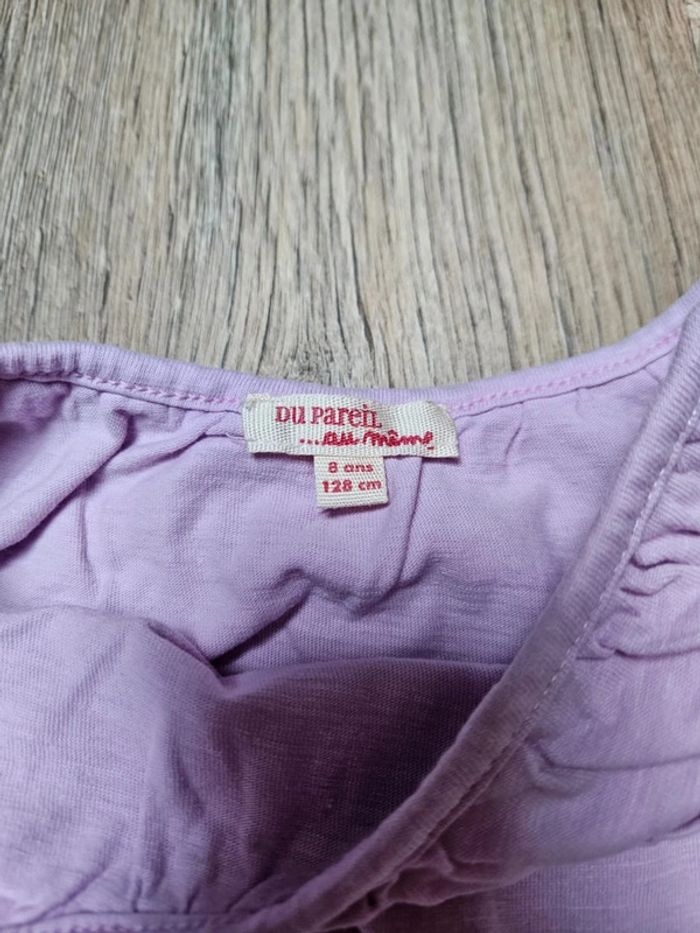 DU Pareil
...au même
8 ans
128 cm